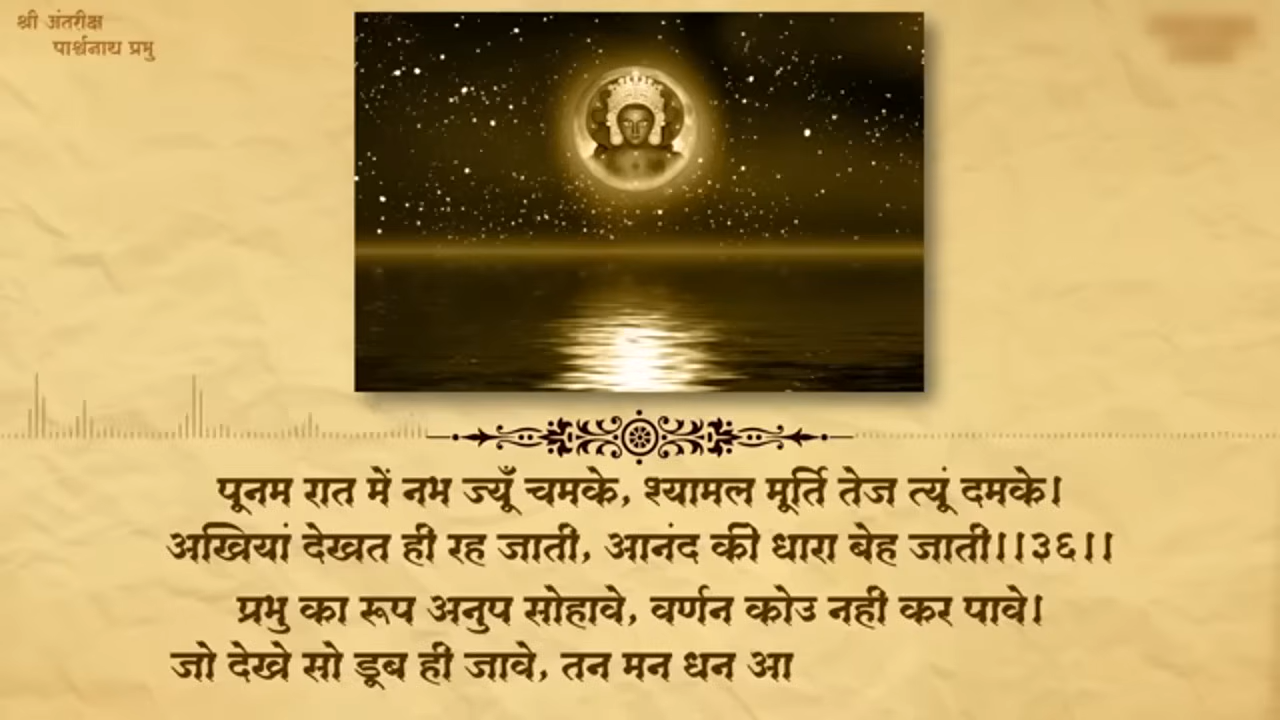 श्री अंतरीक्ष
पार्श्वनाथ प्रभु
पूनम रात में नभ ज्यूँ चमके, श्यामल मूर्ति तेज त्यूं दमके।
अखियां देखत ही रह जाती, आनंद की धारा बेह जाती।।३६।।
प्रभु का रूप अनुप सोहावे, वर्णन कोउ नही कर पावे।
जो देखे सो डूब ही जावे, तन मन धन आ